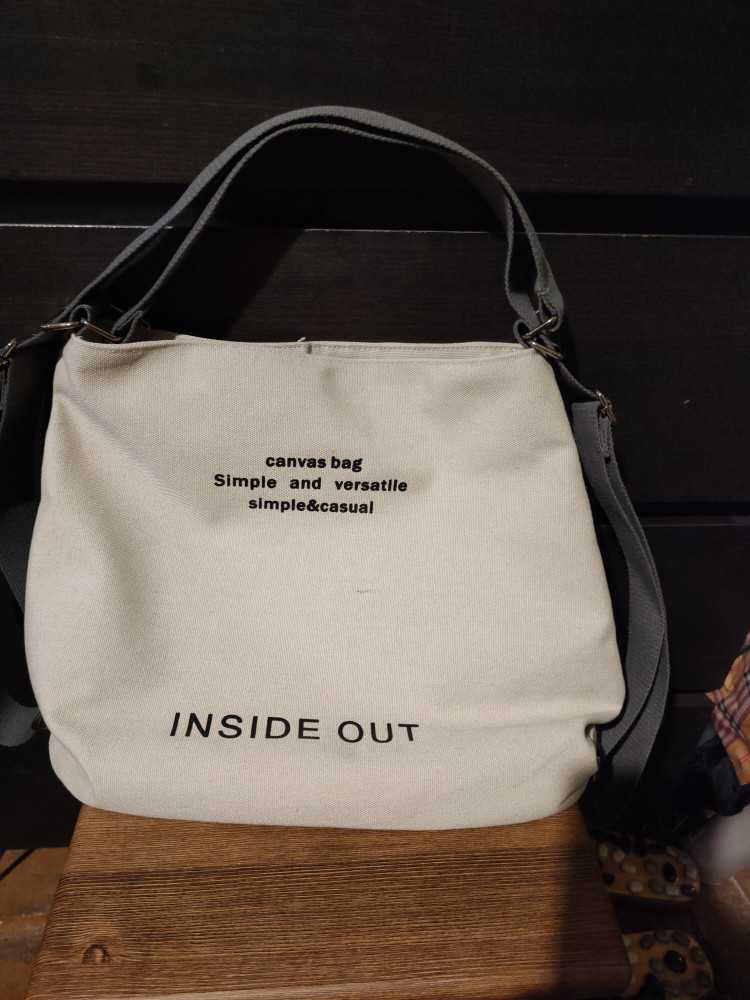 canvas bag
Simple and versatile
simple&casual
INSIDE OUT